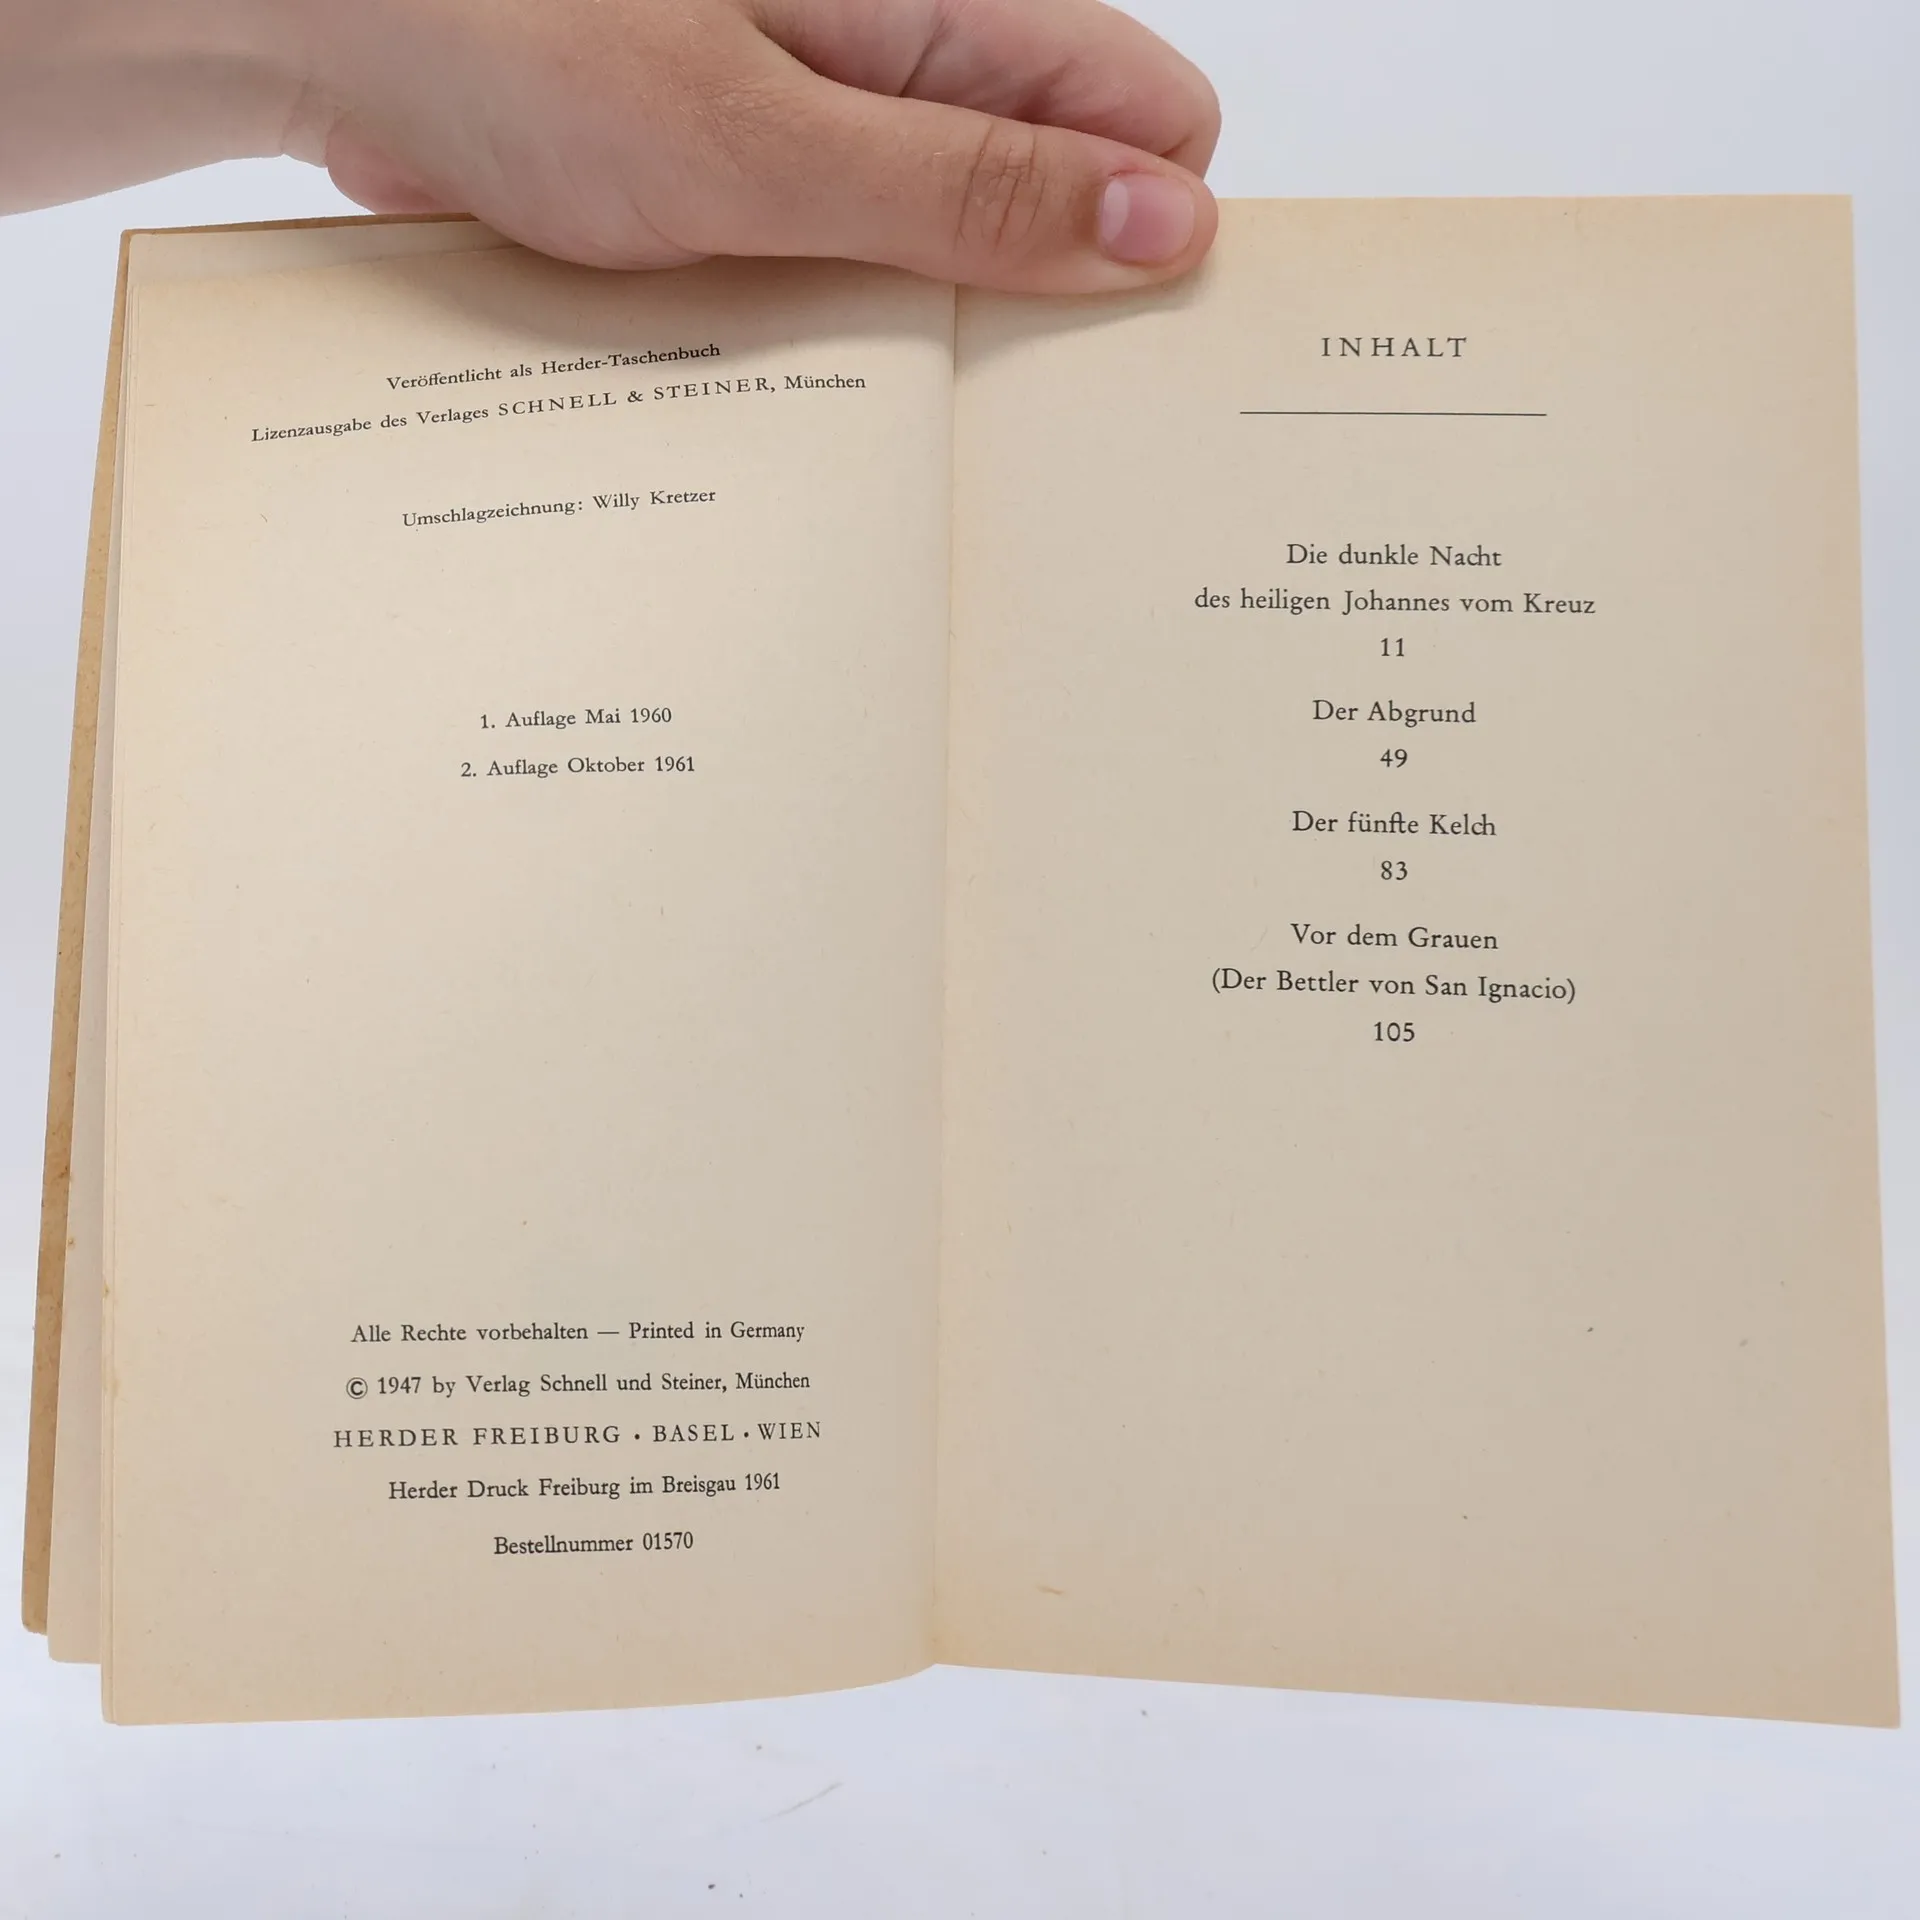 Veröffentlicht als Herder-Taschenbuch
Lizenzausgabe des Verlages SCHNELL & STEINER, München
Umschlagzeichnung: Willy Kretzer
1. Auflage Mai 1960
2. Auflage Oktober 1961
Alle Rechte vorbehalten — Printed in Germany
© 1947 by Verlag Schnell und Steiner, München
HERDER FREIBURG · BASEL · WIEN
Herder Druck Freiburg im Breisgau 1961
Bestellnummer 01570
INHALT
Die dunkle Nacht
des heiligen Johannes vom Kreuz
11
Der Abgrund
49
Der fünfte Kelch
83
Vor dem Grauen
(Der Bettler von San Ignacio)
105